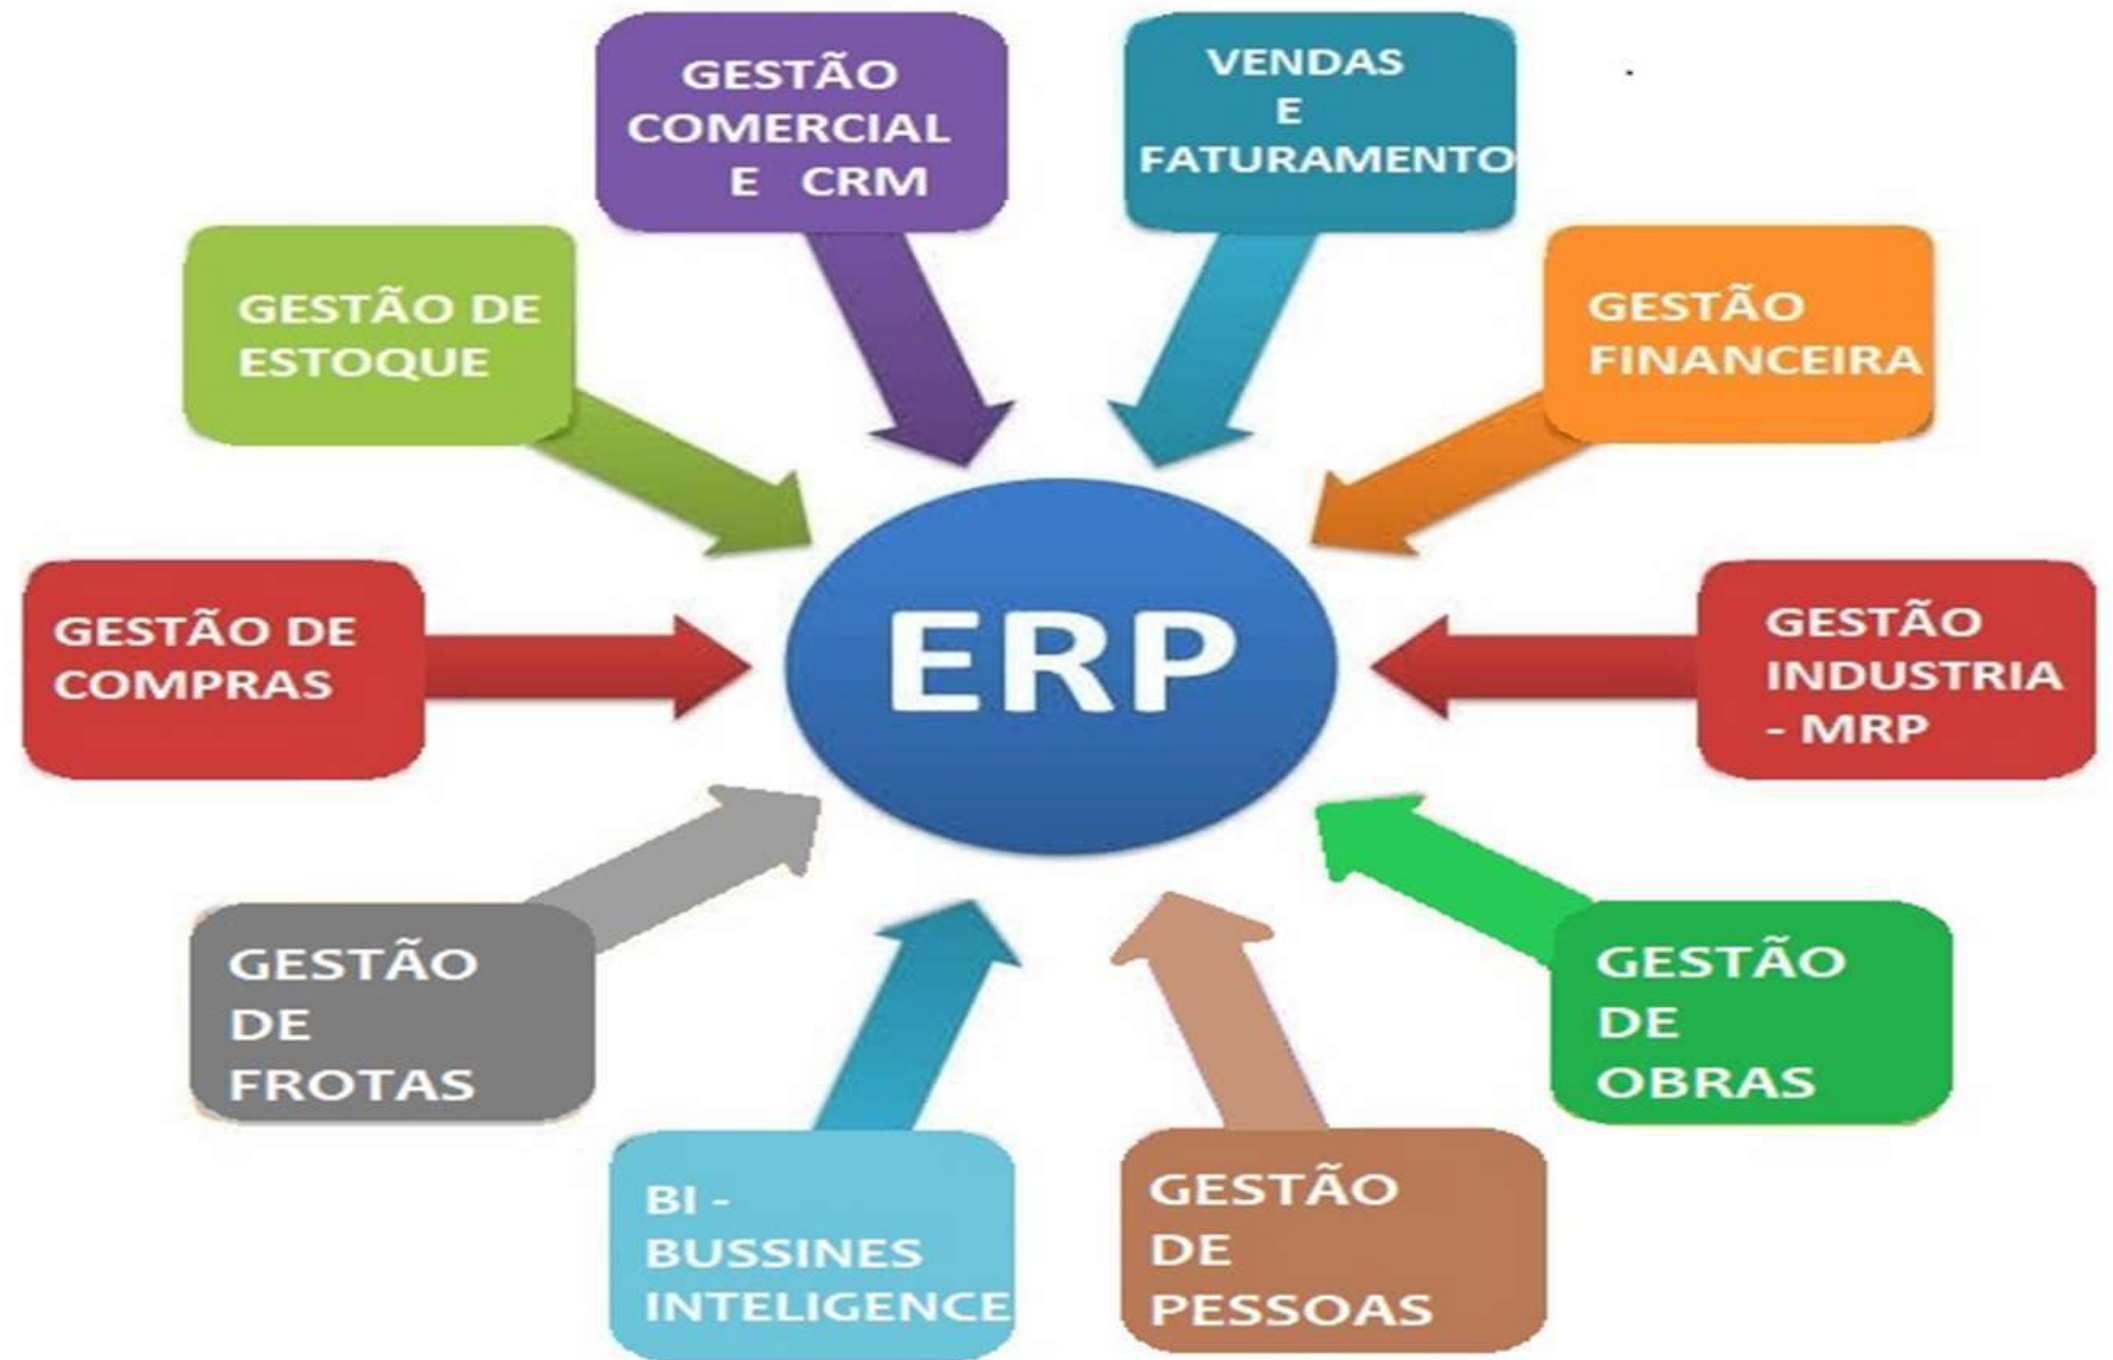 GESTÃO
COMERCIAL
E CRM
VENDAS
E
FATURAMENTO
GESTÃO DE
ESTOQUE
GESTÃO
FINANCEIRA
GESTÃO DE
COMPRAS
ERP
GESTÃO
INDUSTRIA
- MRP
GESTÃO
DE
FROTAS
GESTÃO
DE
OBRAS
BI -
BUSSINES
INTELIGENCE
GESTÃO
DE
PESSOAS